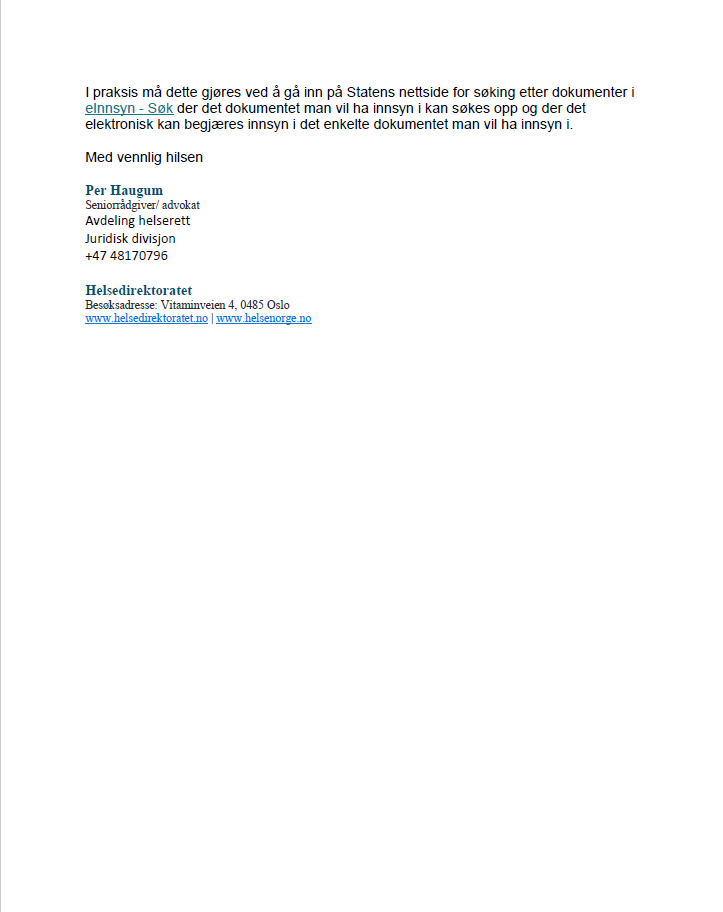 I praksis må dette gjøres ved å gå inn på Statens nettside for søking etter dokumenter i
eInnsyn - Søk der det dokumentet man vil ha innsyn i kan søkes opp og der det
elektronisk kan begjæres innsyn i det enkelte dokumentet man vil ha innsyn i.
Med vennlig hilsen
Per Haugum
Seniorrådgiver/ advokat
Avdeling helserett
Juridisk divisjon
+47 48170796
Helsedirektoratet
Besøksadresse: Vitaminveien 4, 0485 Oslo
www.helsedirektoratet.no | www.helsenorge.no